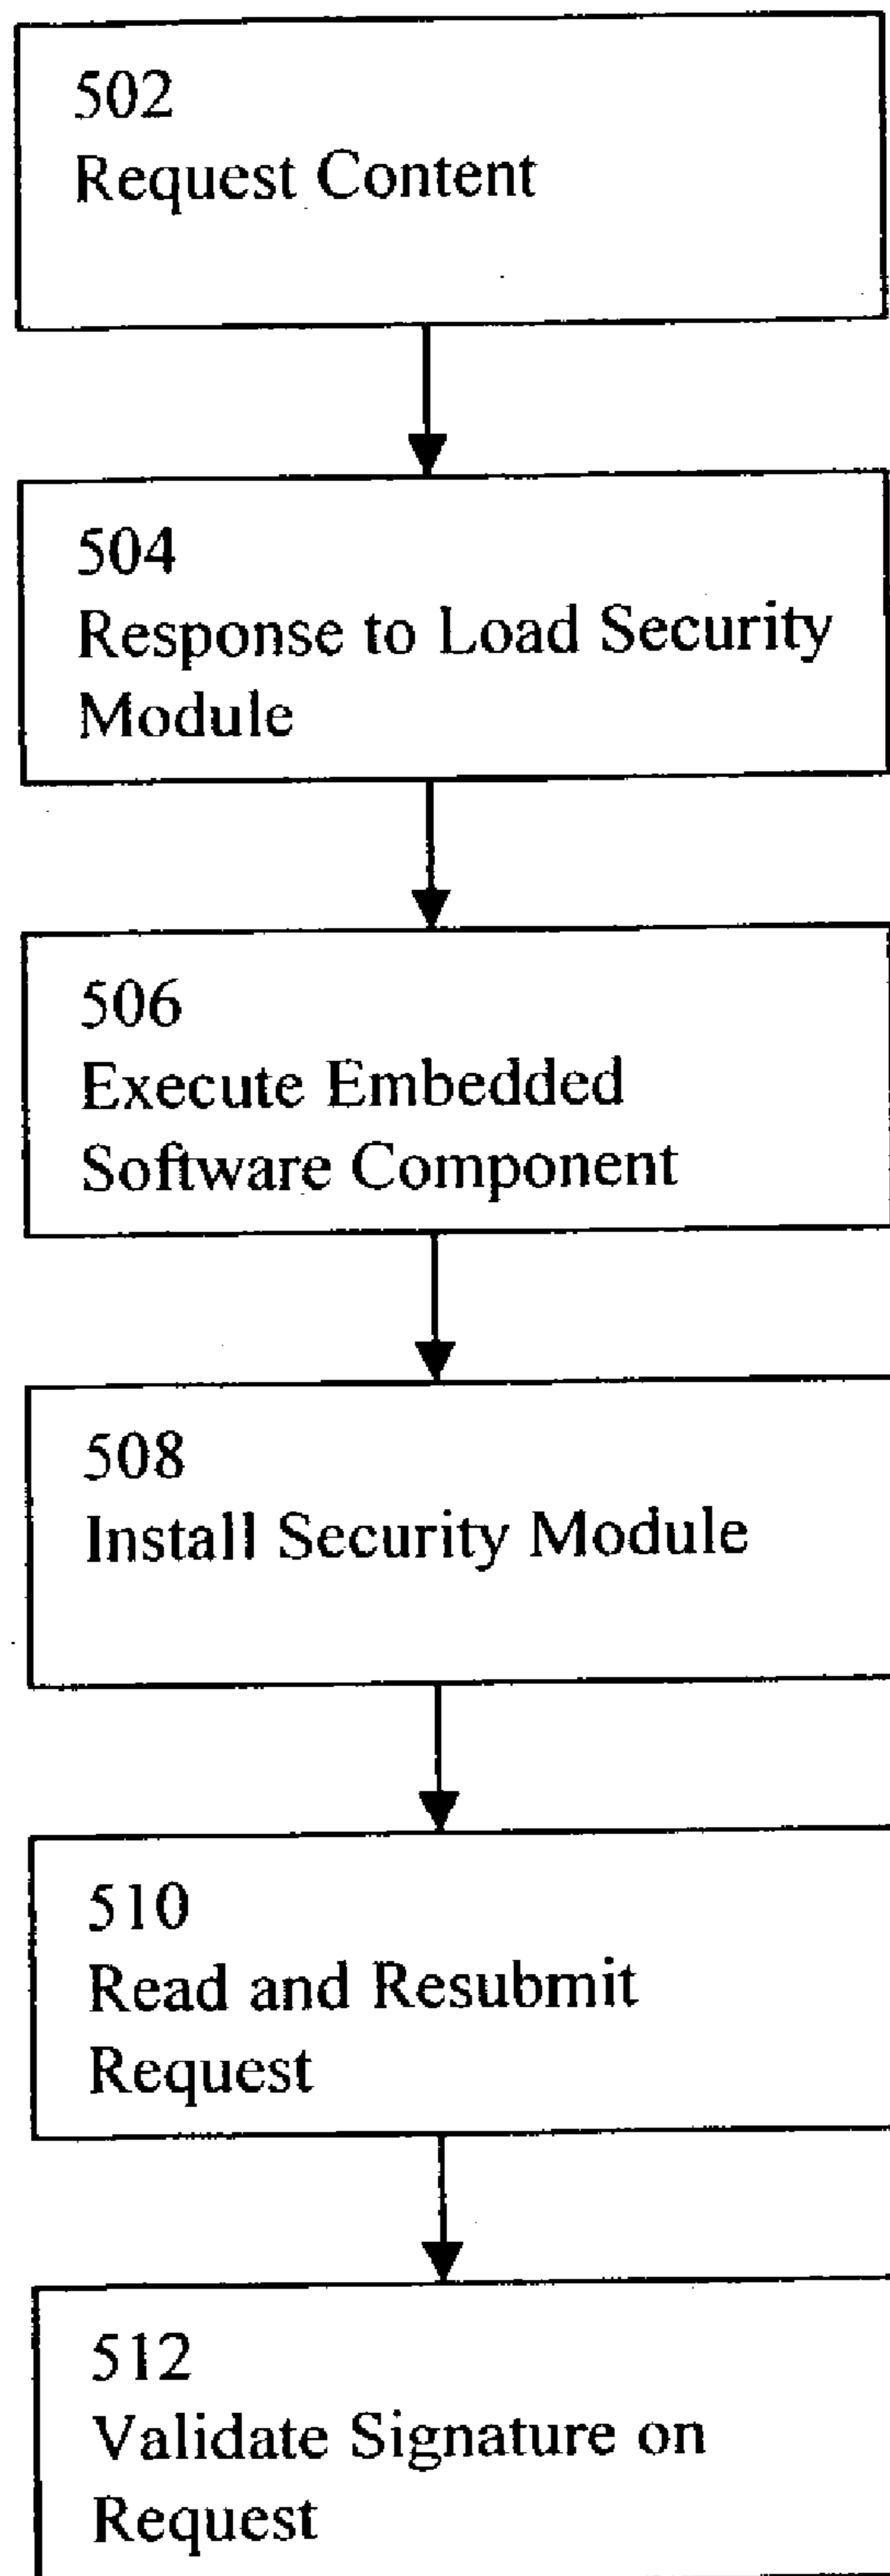 502
Request Content
504
Response to Load Security
Module
506
Execute Embedded
Software Component
508
Install Security Module
510
Read and Resubmit
Request
512
Validate Signature on
Request